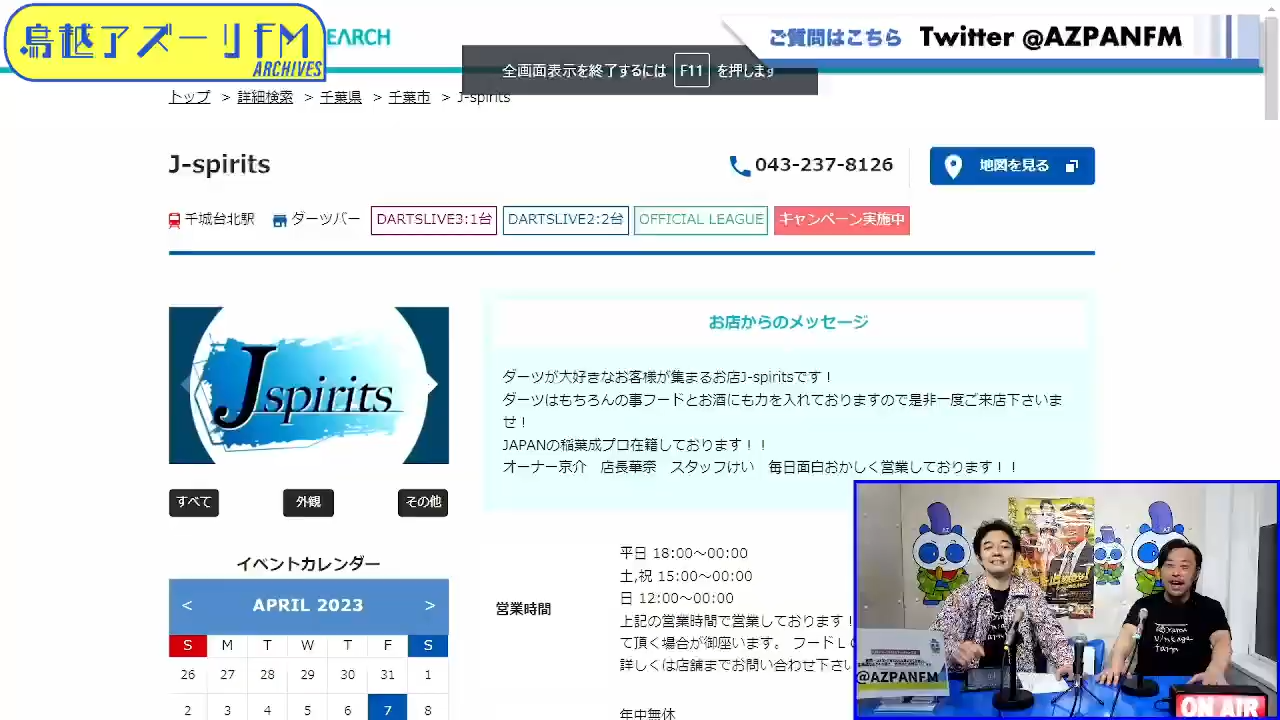 鳥越アズーリFM
ARCHIVES
EARCH
ご質問はこちら Twitter @AZPANFM
全画面表示を終了するには F11 を押します
トップ > 詳細検索 > 千葉県 > 千葉市 > J-spirits
J-spirits
043-237-8126
地図を見る
千城台北駅 ダーツバー DARTSLIVE3:1台 DARTSLIVE2:2台 OFFICIAL LEAGUE キャンペーン実施中
J spirits
お店からのメッセージ
ダーツが大好きなお客様が集まるお店J-spiritsです！
ダーツはもちろんの事フードとお酒にも力を入れておりますので是非一度ご来店下さいま
せ！
JAPANの稲葉成プロ在籍しております！！
オーナー京介 店長華奈 スタッフけい 毎日面白おかしく営業しております！！
すべて 外観 その他
イベントカレンダー
< APRIL 2023 >
S M T W T F S
26 27 28 29 30 31 1
2 3 4 5 6 7 8
営業時間
平日 18:00～00:00
土,祝 15:00～00:00
日 12:00～00:00
上記の営業時間で営業しております！
て頂く場合が御座います。 フードＬＯ
詳しくは店舗までお問い合わせ下さい
年中無休
@AZPANFM
ON AIR